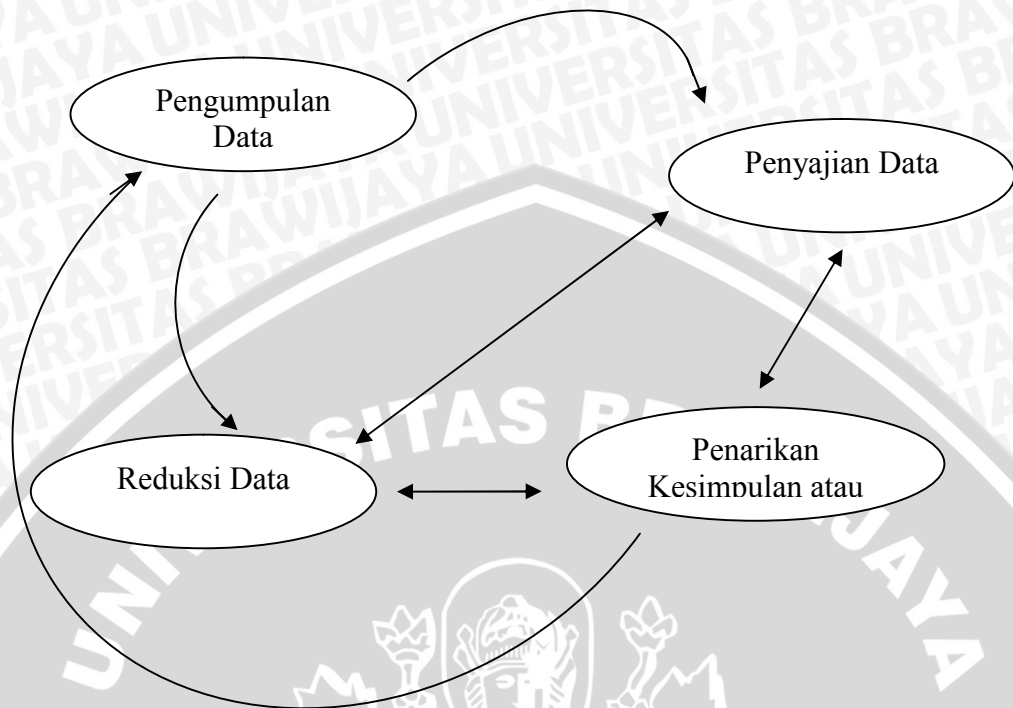 Pengumpulan
Data
Penyajian Data
Reduksi Data
Penarikan
Kesimpulan atau